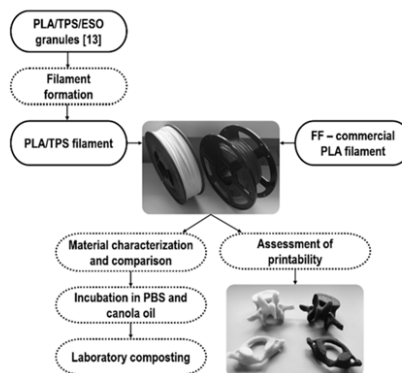 PLA/TPS/ESO
granules [13]
Filament
formation
PLA/TPS filament
FF – commercial
PLA filament
Material characterization
and comparison
Assessment of
printability
Incubation in PBS and
canola oil
Laboratory composting